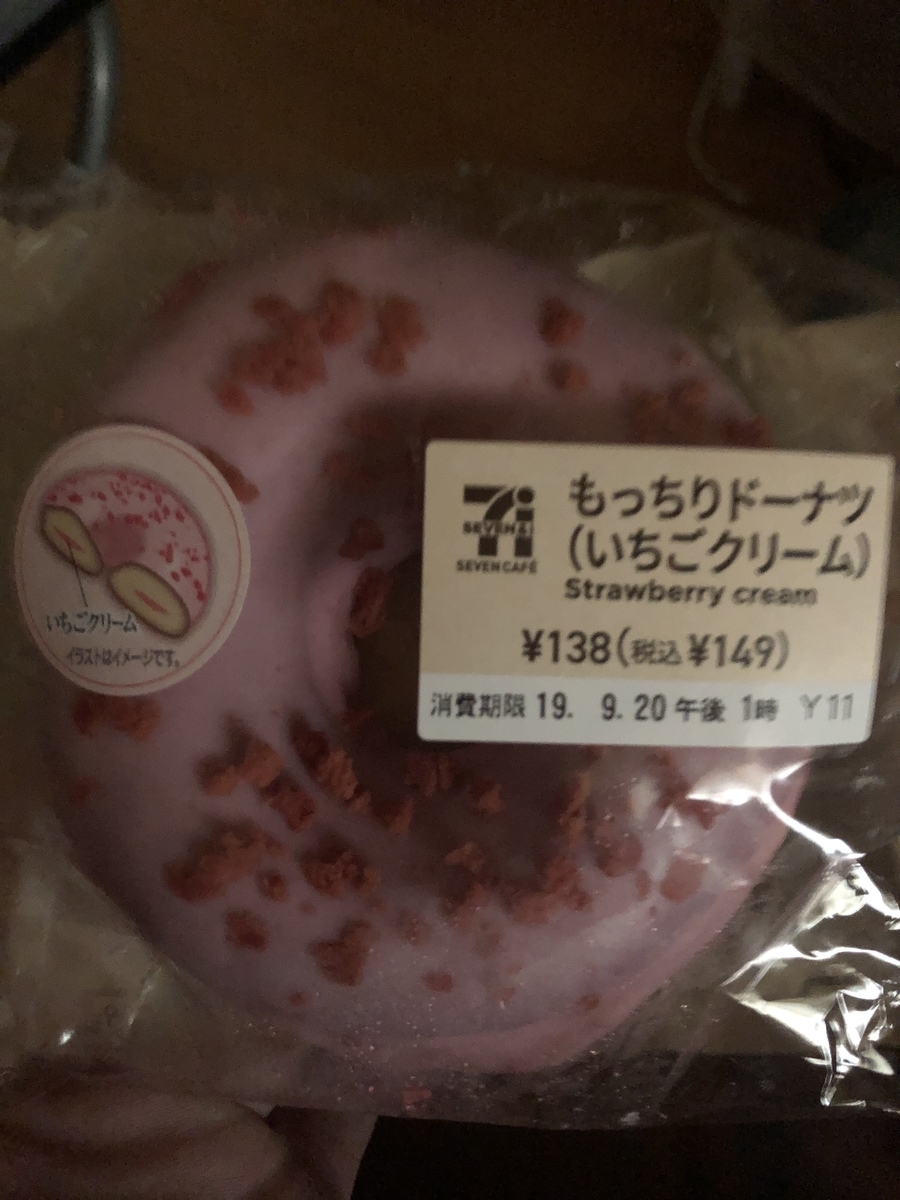 SEVEN&i
SEVEN CAFÉ
もっちりドーナツ
(いちごクリーム)
Strawberry cream
¥138(税込¥149)
消費期限 19. 9. 20 午後 1時 Y11
いちごクリーム
イラストはイメージです。